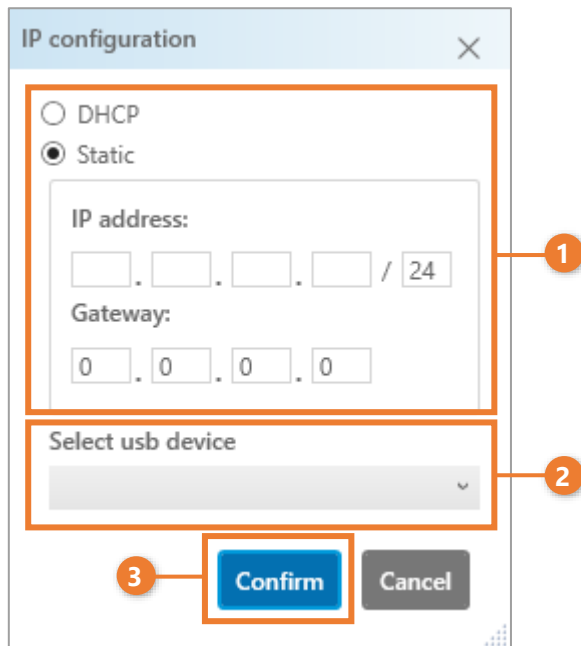 IP configuration
DHCP
Static
IP address:
. . . / 24
Gateway:
0 . 0 . 0 . 0
1
Select usb device
2
3
Confirm Cancel